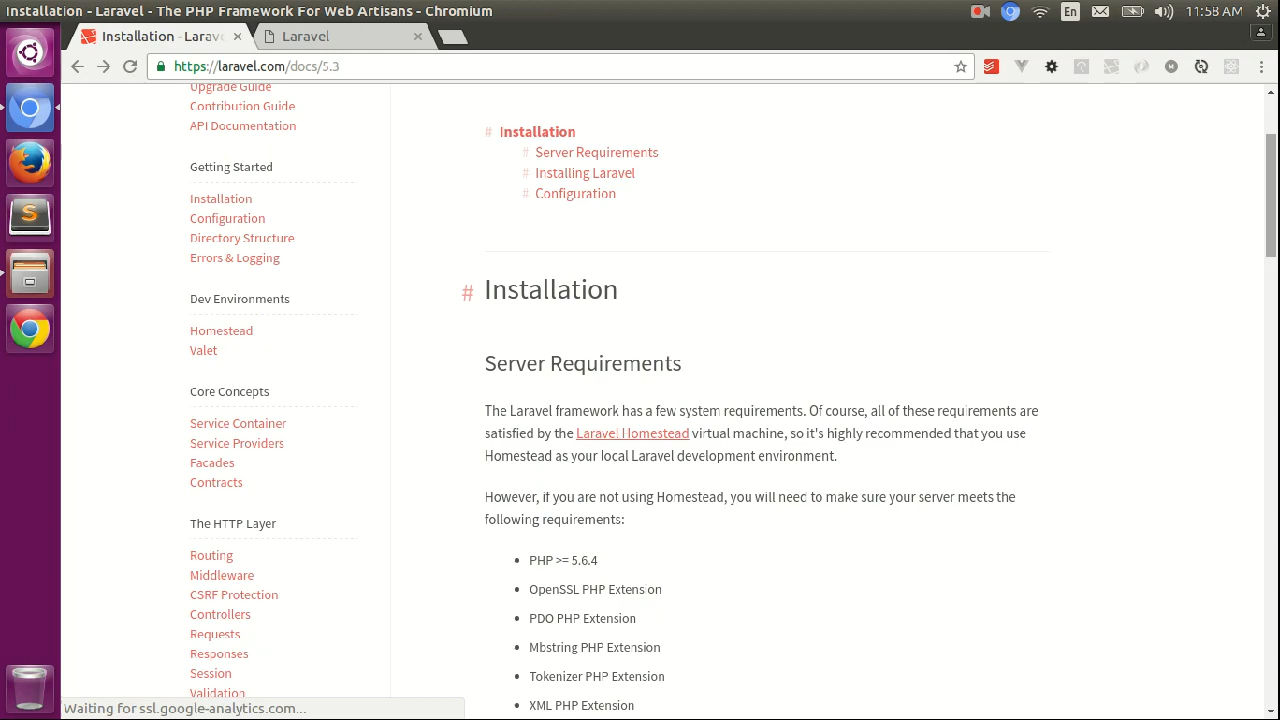 Installation - Laravel - The PHP Framework For Web Artisans - Chromium
En
11:58 AM
Installation - Larav
Laravel
https://laravel.com/docs/5.3
Upgrade Guide
Contribution Guide
API Documentation
Getting Started
Installation
Configuration
Directory Structure
Errors & Logging
Dev Environments
Homestead
Valet
Core Concepts
Service Container
Service Providers
Facades
Contracts
The HTTP Layer
Routing
Middleware
CSRF Protection
Controllers
Requests
Responses
Session
Validation
# Installation
# Server Requirements
# Installing Laravel
# Configuration
# Installation
Server Requirements
The Laravel framework has a few system requirements. Of course, all of these requirements are
satisfied by the Laravel Homestead virtual machine, so it's highly recommended that you use
Homestead as your local Laravel development environment.
However, if you are not using Homestead, you will need to make sure your server meets the
following requirements:
• PHP >= 5.6.4
• OpenSSL PHP Extension
• PDO PHP Extension
• Mbstring PHP Extension
• Tokenizer PHP Extension
• XML PHP Extension
Waiting for ssl.google-analytics.com...